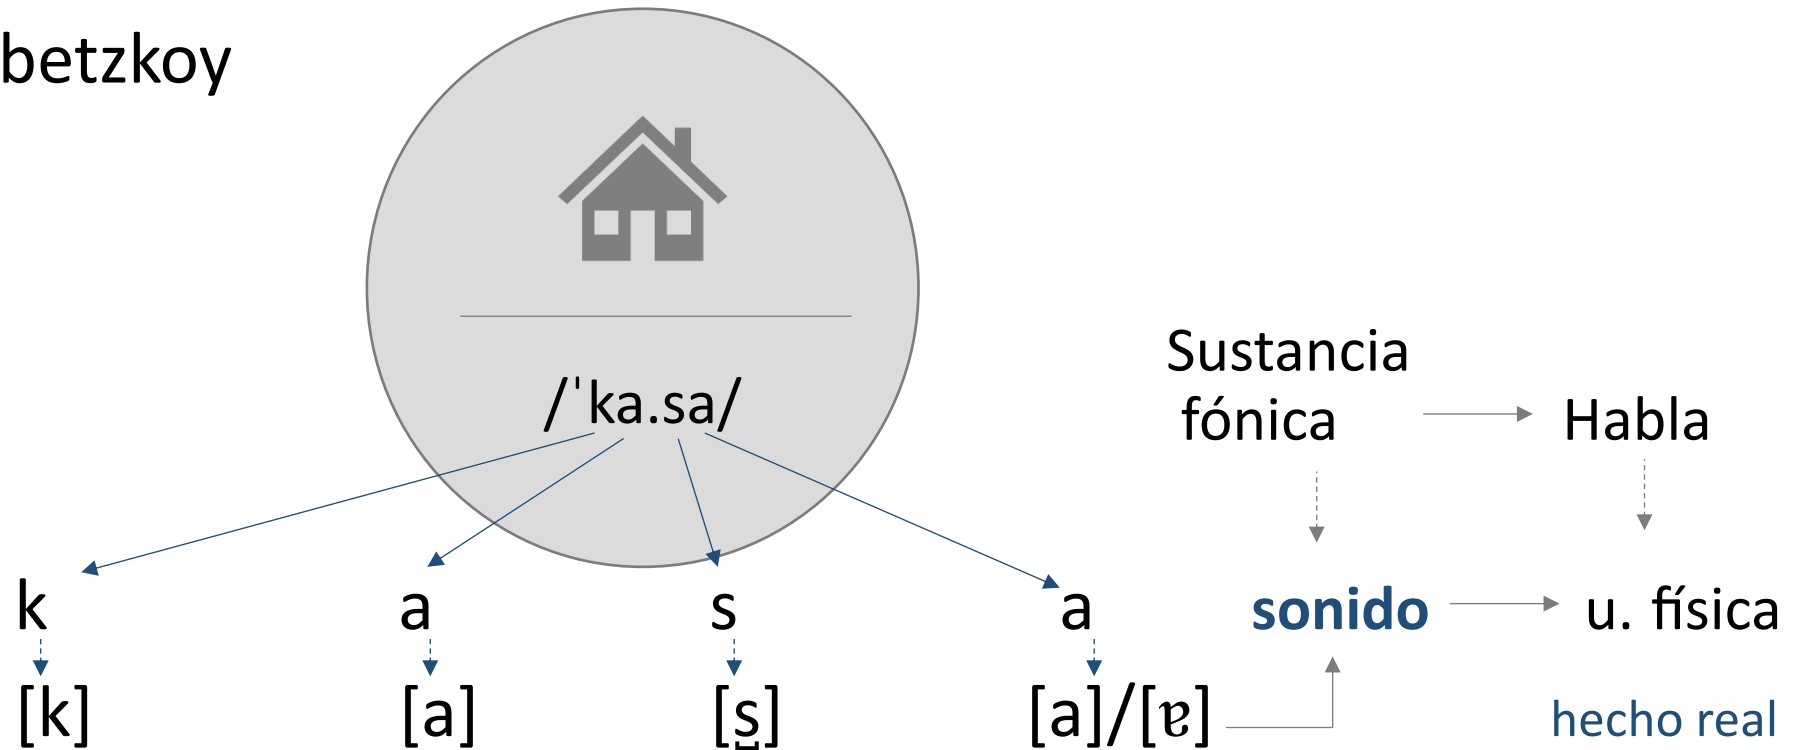 betzkoy
/ˈka.sa/
Sustancia
fónica
Habla
k a s a
sonido
u. física
[k] [a] [s̪] [a]/[ɐ]
hecho real